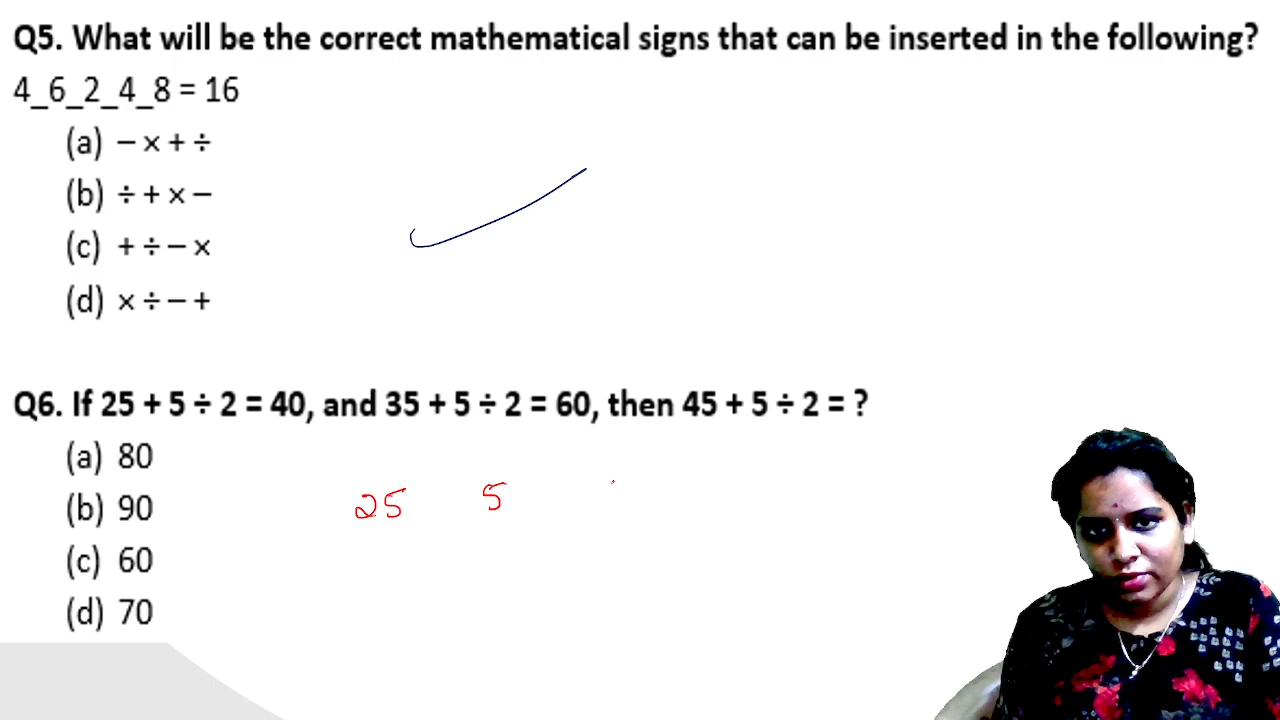 Q5. What will be the correct mathematical signs that can be inserted in the following?
4_6_2_4_8 = 16
(a) – × + ÷
(b) ÷ + × –
(c) + ÷ – ×
(d) × ÷ – +
Q6. If 25 + 5 ÷ 2 = 40, and 35 + 5 ÷ 2 = 60, then 45 + 5 ÷ 2 = ?
(a) 80
(b) 90
(c) 60
(d) 70
25 5